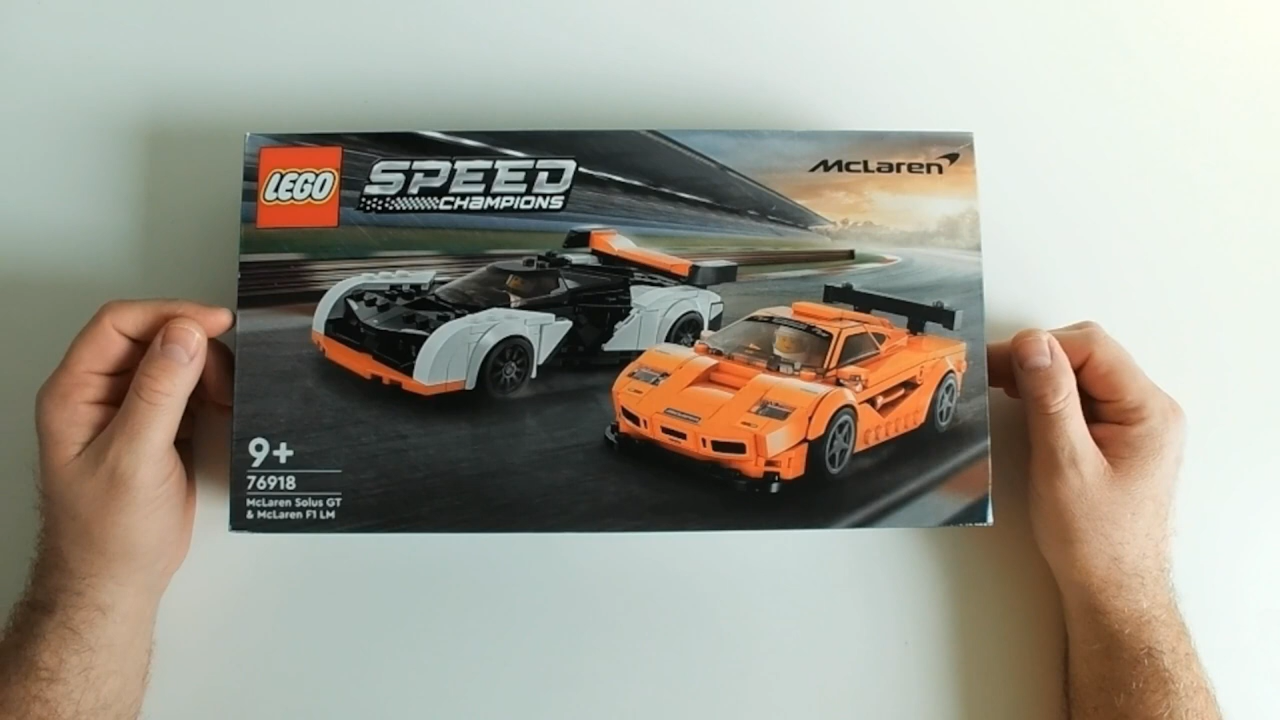 LEGO
SPEED
CHAMPIONS
McLaren
9+
76918
McLaren Solus GT
& McLaren F1 LM